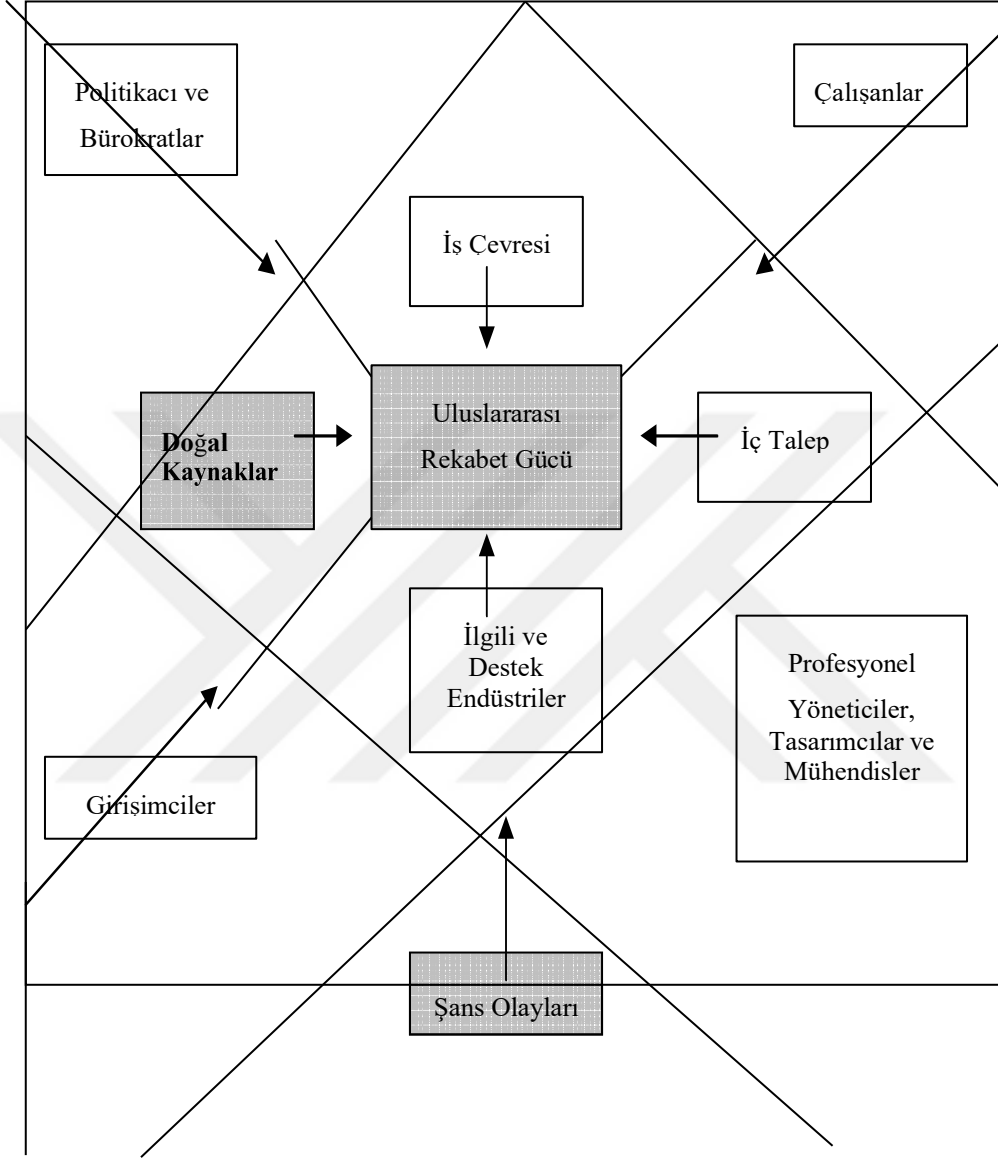 Politikacı ve
Bürokratlar
Çalışanlar
İş Çevresi
Uluslararası
Rekabet Gücü
Doğal
Kaynaklar
İç Talep
İlgili ve
Destek
Endüstriler
Profesyonel
Yöneticiler,
Tasarımcılar ve
Mühendisler
Girişimciler
Şans Olayları